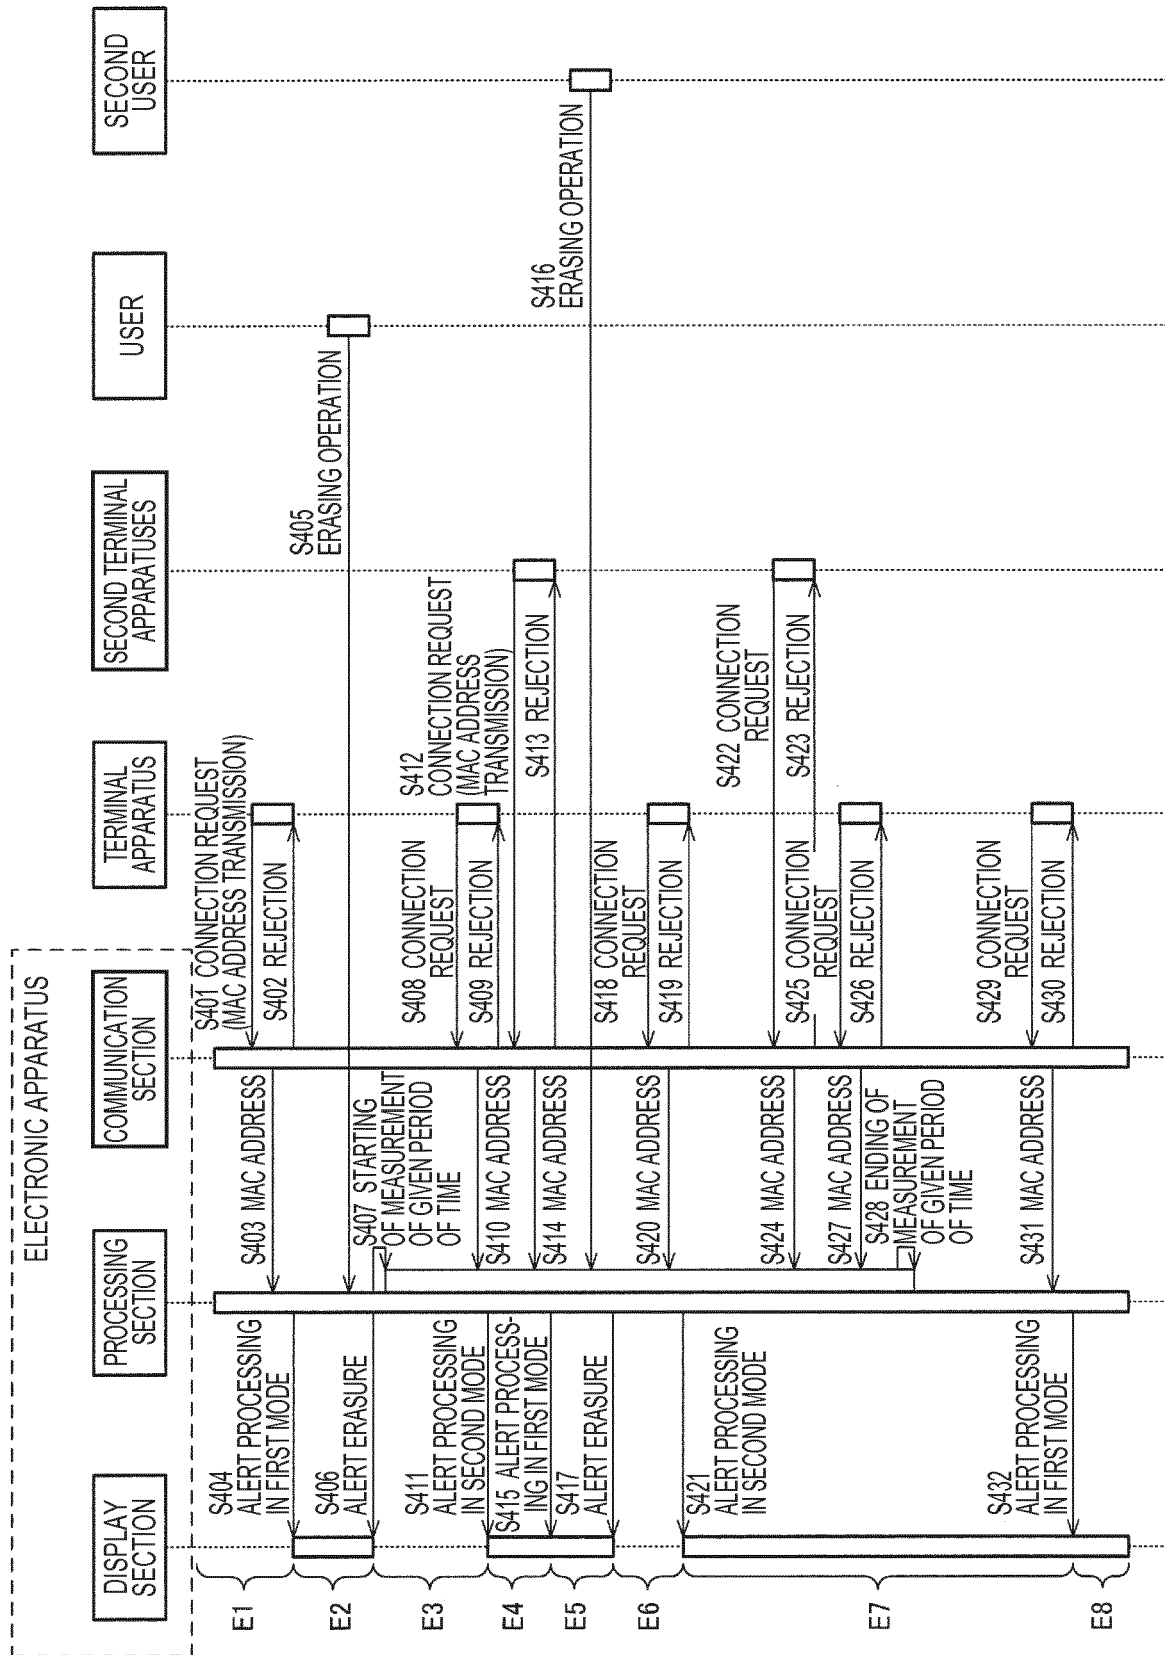 ELECTRONIC APPARATUS
DISPLAY
SECTION
PROCESSING
SECTION
COMMUNICATION
SECTION
TERMINAL
APPARATUS
SECOND TERMINAL
APPARATUSES
USER
SECOND
USER
S401 CONNECTION REQUEST
(MAC ADDRESS TRANSMISSION)
S402 REJECTION
S403 MAC ADDRESS
S404
ALERT PROCESSING
IN FIRST MODE
S405
ERASING OPERATION
S406
ALERT ERASURE
S407 STARTING
OF MEASUREMENT
OF GIVEN PERIOD
OF TIME
S408 CONNECTION
REQUEST
S409 REJECTION
S410 MAC ADDRESS
S411
ALERT PROCESSING
IN SECOND MODE
S412
CONNECTION REQUEST
(MAC ADDRESS
TRANSMISSION)
S413 REJECTION
S414 MAC ADDRESS
S415 ALERT PROCESS-
ING IN FIRST MODE
S416
ERASING OPERATION
S417
ALERT ERASURE
S418 CONNECTION
REQUEST
S419 REJECTION
S420 MAC ADDRESS
S421
ALERT PROCESSING
IN SECOND MODE
S422 CONNECTION
REQUEST
S423 REJECTION
S424 MAC ADDRESS
S425 CONNECTION
REQUEST
S426 REJECTION
S427 MAC ADDRESS
S428 ENDING OF
MEASUREMENT
OF GIVEN PERIOD
OF TIME
S429 CONNECTION
REQUEST
S430 REJECTION
S431 MAC ADDRESS
S432
ALERT PROCESSING
IN FIRST MODE
E1
E2
E3
E4
E5
E6
E7
E8